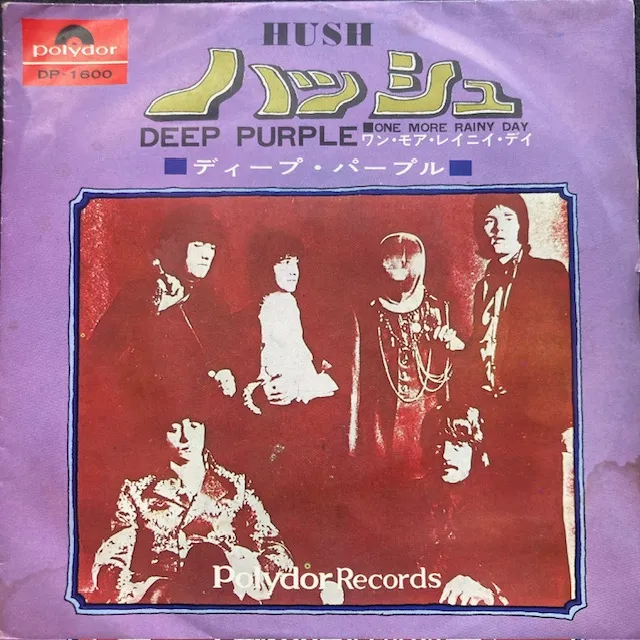 polydor
DP-1600
HUSH
ハッシュ
DEEP PURPLE
■ONE MORE RAINY DAY
ワン・モア・レイニイ・デイ
■ディープ・パープル■
Polydor Records